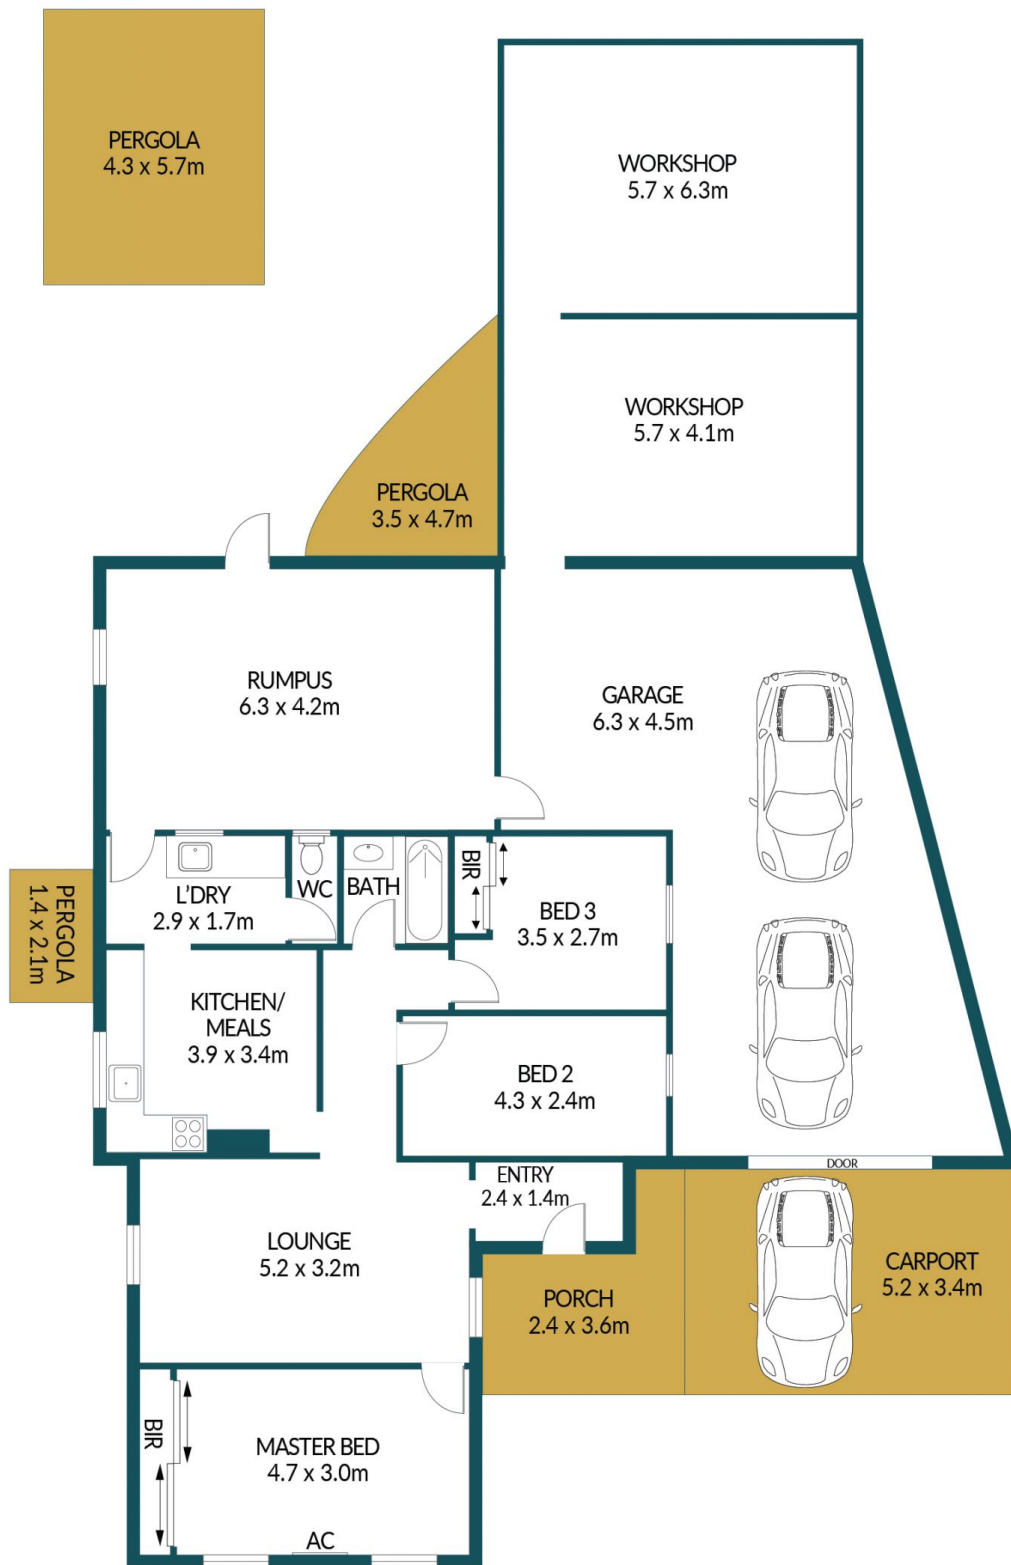 PERGOLA
4.3 x 5.7m
WORKSHOP
5.7 x 6.3m
WORKSHOP
5.7 x 4.1m
PERGOLA
3.5 x 4.7m
RUMPUS
6.3 x 4.2m
GARAGE
6.3 x 4.5m
L'DRY
2.9 x 1.7m
WC
BATH
BIR
BED 3
3.5 x 2.7m
PERGOLA
1.4 x 2.1m
KITCHEN/
MEALS
3.9 x 3.4m
BED 2
4.3 x 2.4m
ENTRY
2.4 x 1.4m
DOOR
LOUNGE
5.2 x 3.2m
PORCH
2.4 x 3.6m
CARPORT
5.2 x 3.4m
BIR
MASTER BED
4.7 x 3.0m
AC